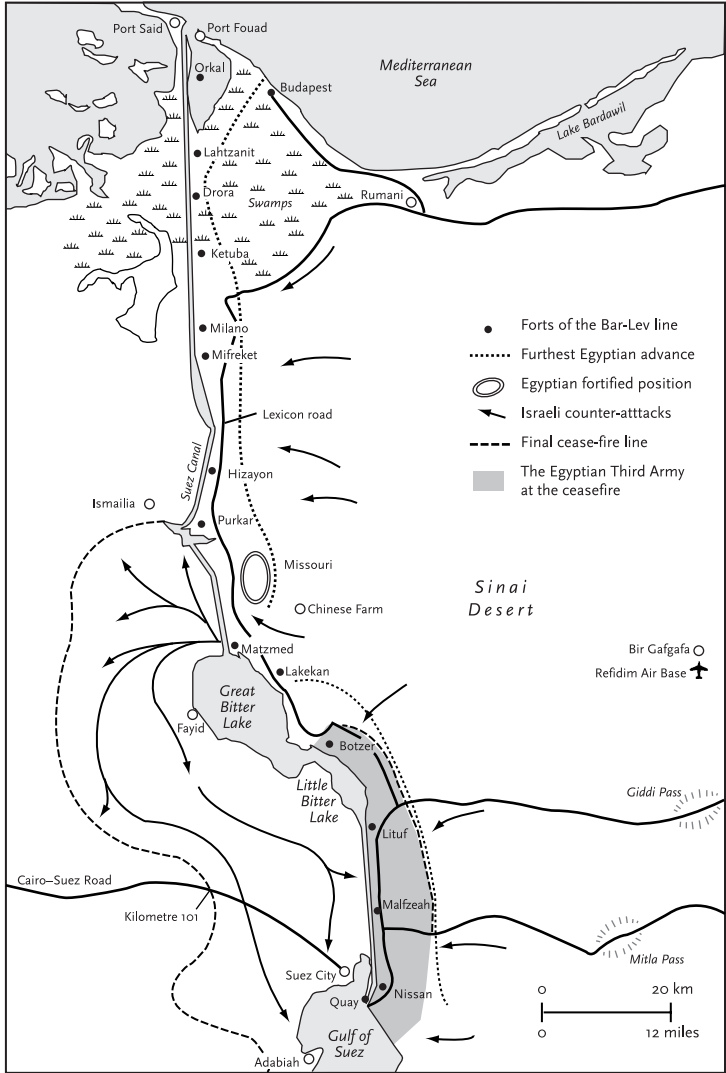 Port Said
Port Fouad
Mediterranean
Sea
Orkal
Budapest
Lake Bardawil
Lahtzanit
Drora
Swamps
Rumani
Ketuba
Milano
Mifreket
Forts of the Bar-Lev line
Furthest Egyptian advance
Egyptian fortified position
Israeli counter-atttacks
Final cease-fire line
The Egyptian Third Army
at the ceasefire
Lexicon road
Suez Canal
Hizayon
Ismailia
Purkar
Missouri
Sinai
Desert
Chinese Farm
Matzmed
Bir Gafgafa
Refidim Air Base
Lakekan
Great
Bitter
Lake
Fayid
Botzer
Little
Bitter
Lake
Giddi Pass
Lituf
Cairo–Suez Road
Kilometre 101
Malfzeah
Mitla Pass
Suez City
Quay
Nissan
0 20 km
0 12 miles
Gulf of
Suez
Adabiah